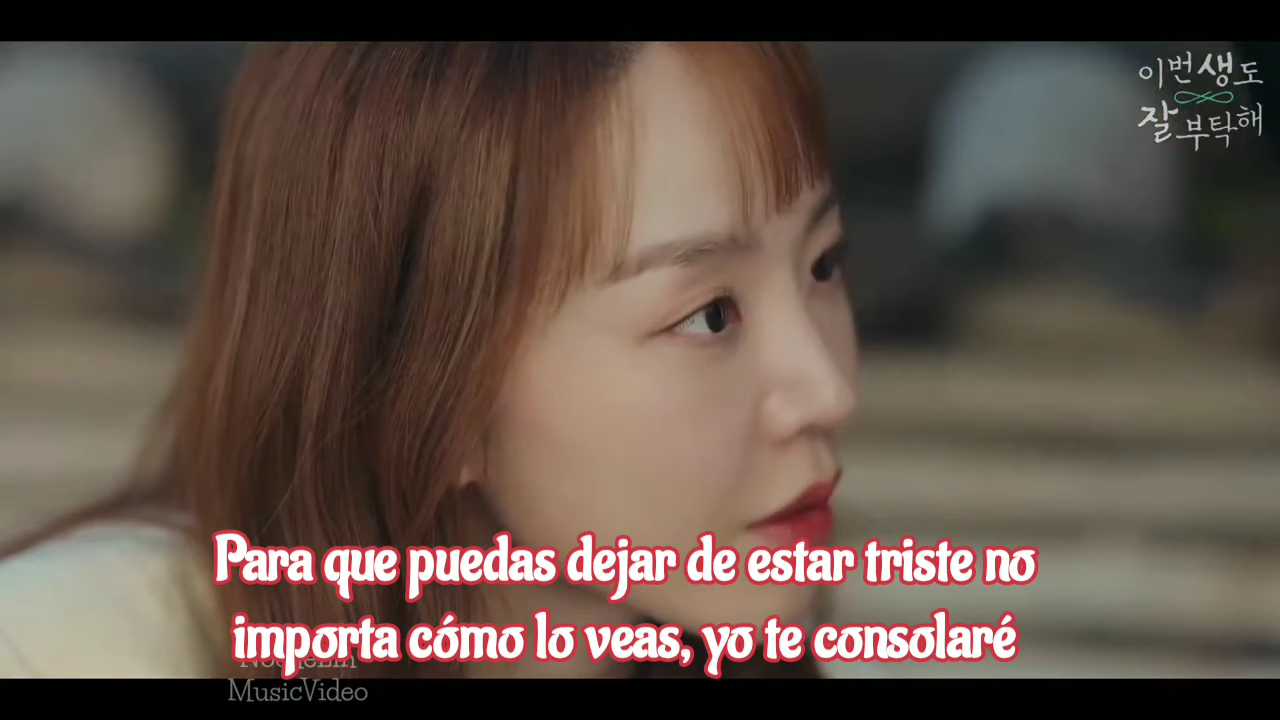 이번 생도
잘 부탁해
Para que puedas dejar de estar triste no
importa cómo lo veas, yo te consolaré
MusicVideo